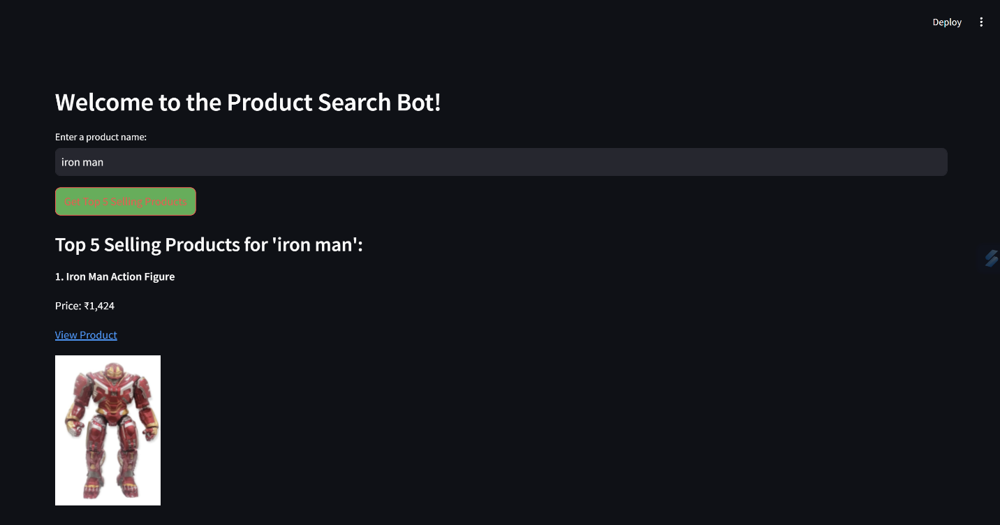 Deploy
Welcome to the Product Search Bot!
Enter a product name:
iron man
Get Top 5 Selling Products
Top 5 Selling Products for 'iron man':
1. Iron Man Action Figure
Price: ₹1,424
View Product